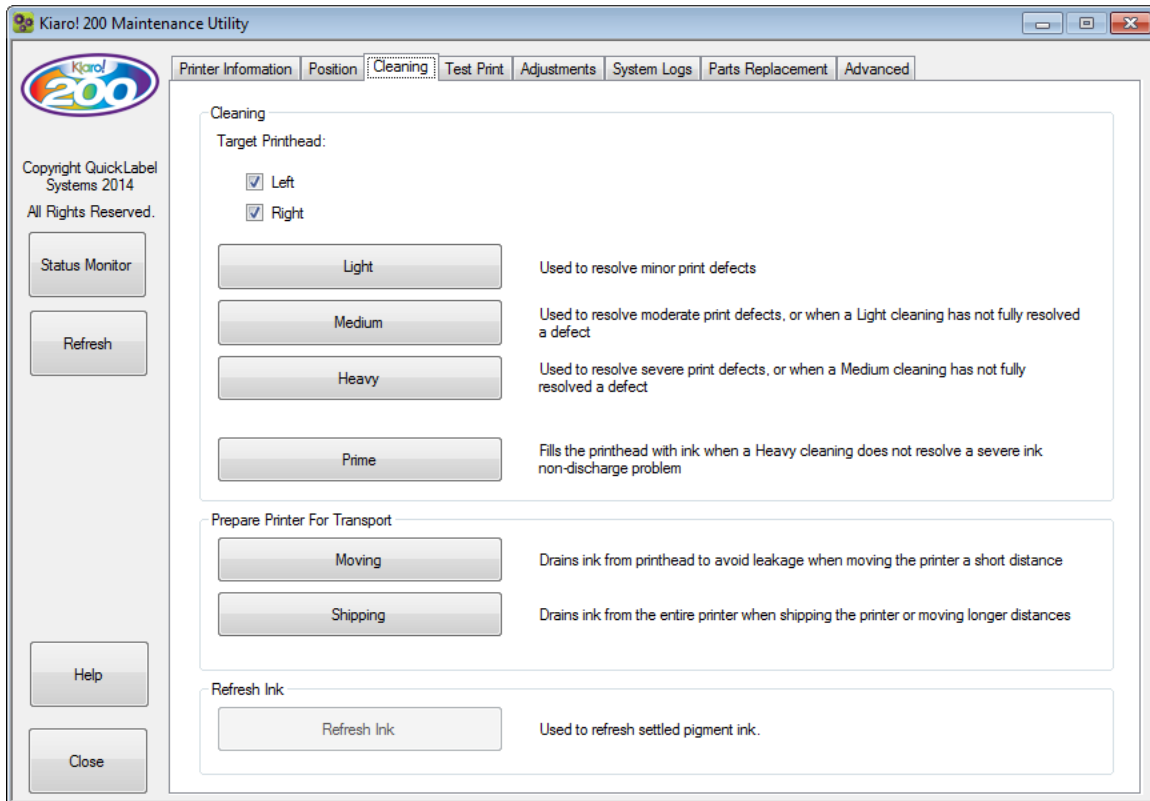 Kiaro! 200 Maintenance Utility
Kiaro!
200
Copyright QuickLabel
Systems 2014
All Rights Reserved.
Status Monitor
Refresh
Help
Close
Printer Information Position Cleaning Test Print Adjustments System Logs Parts Replacement Advanced
Cleaning
Target Printhead:
Left
Right
Light
Used to resolve minor print defects
Medium
Used to resolve moderate print defects, or when a Light cleaning has not fully resolved
a defect
Heavy
Used to resolve severe print defects, or when a Medium cleaning has not fully
resolved a defect
Prime
Fills the printhead with ink when a Heavy cleaning does not resolve a severe ink
non-discharge problem
Prepare Printer For Transport
Moving
Drains ink from printhead to avoid leakage when moving the printer a short distance
Shipping
Drains ink from the entire printer when shipping the printer or moving longer distances
Refresh Ink
Refresh Ink
Used to refresh settled pigment ink.